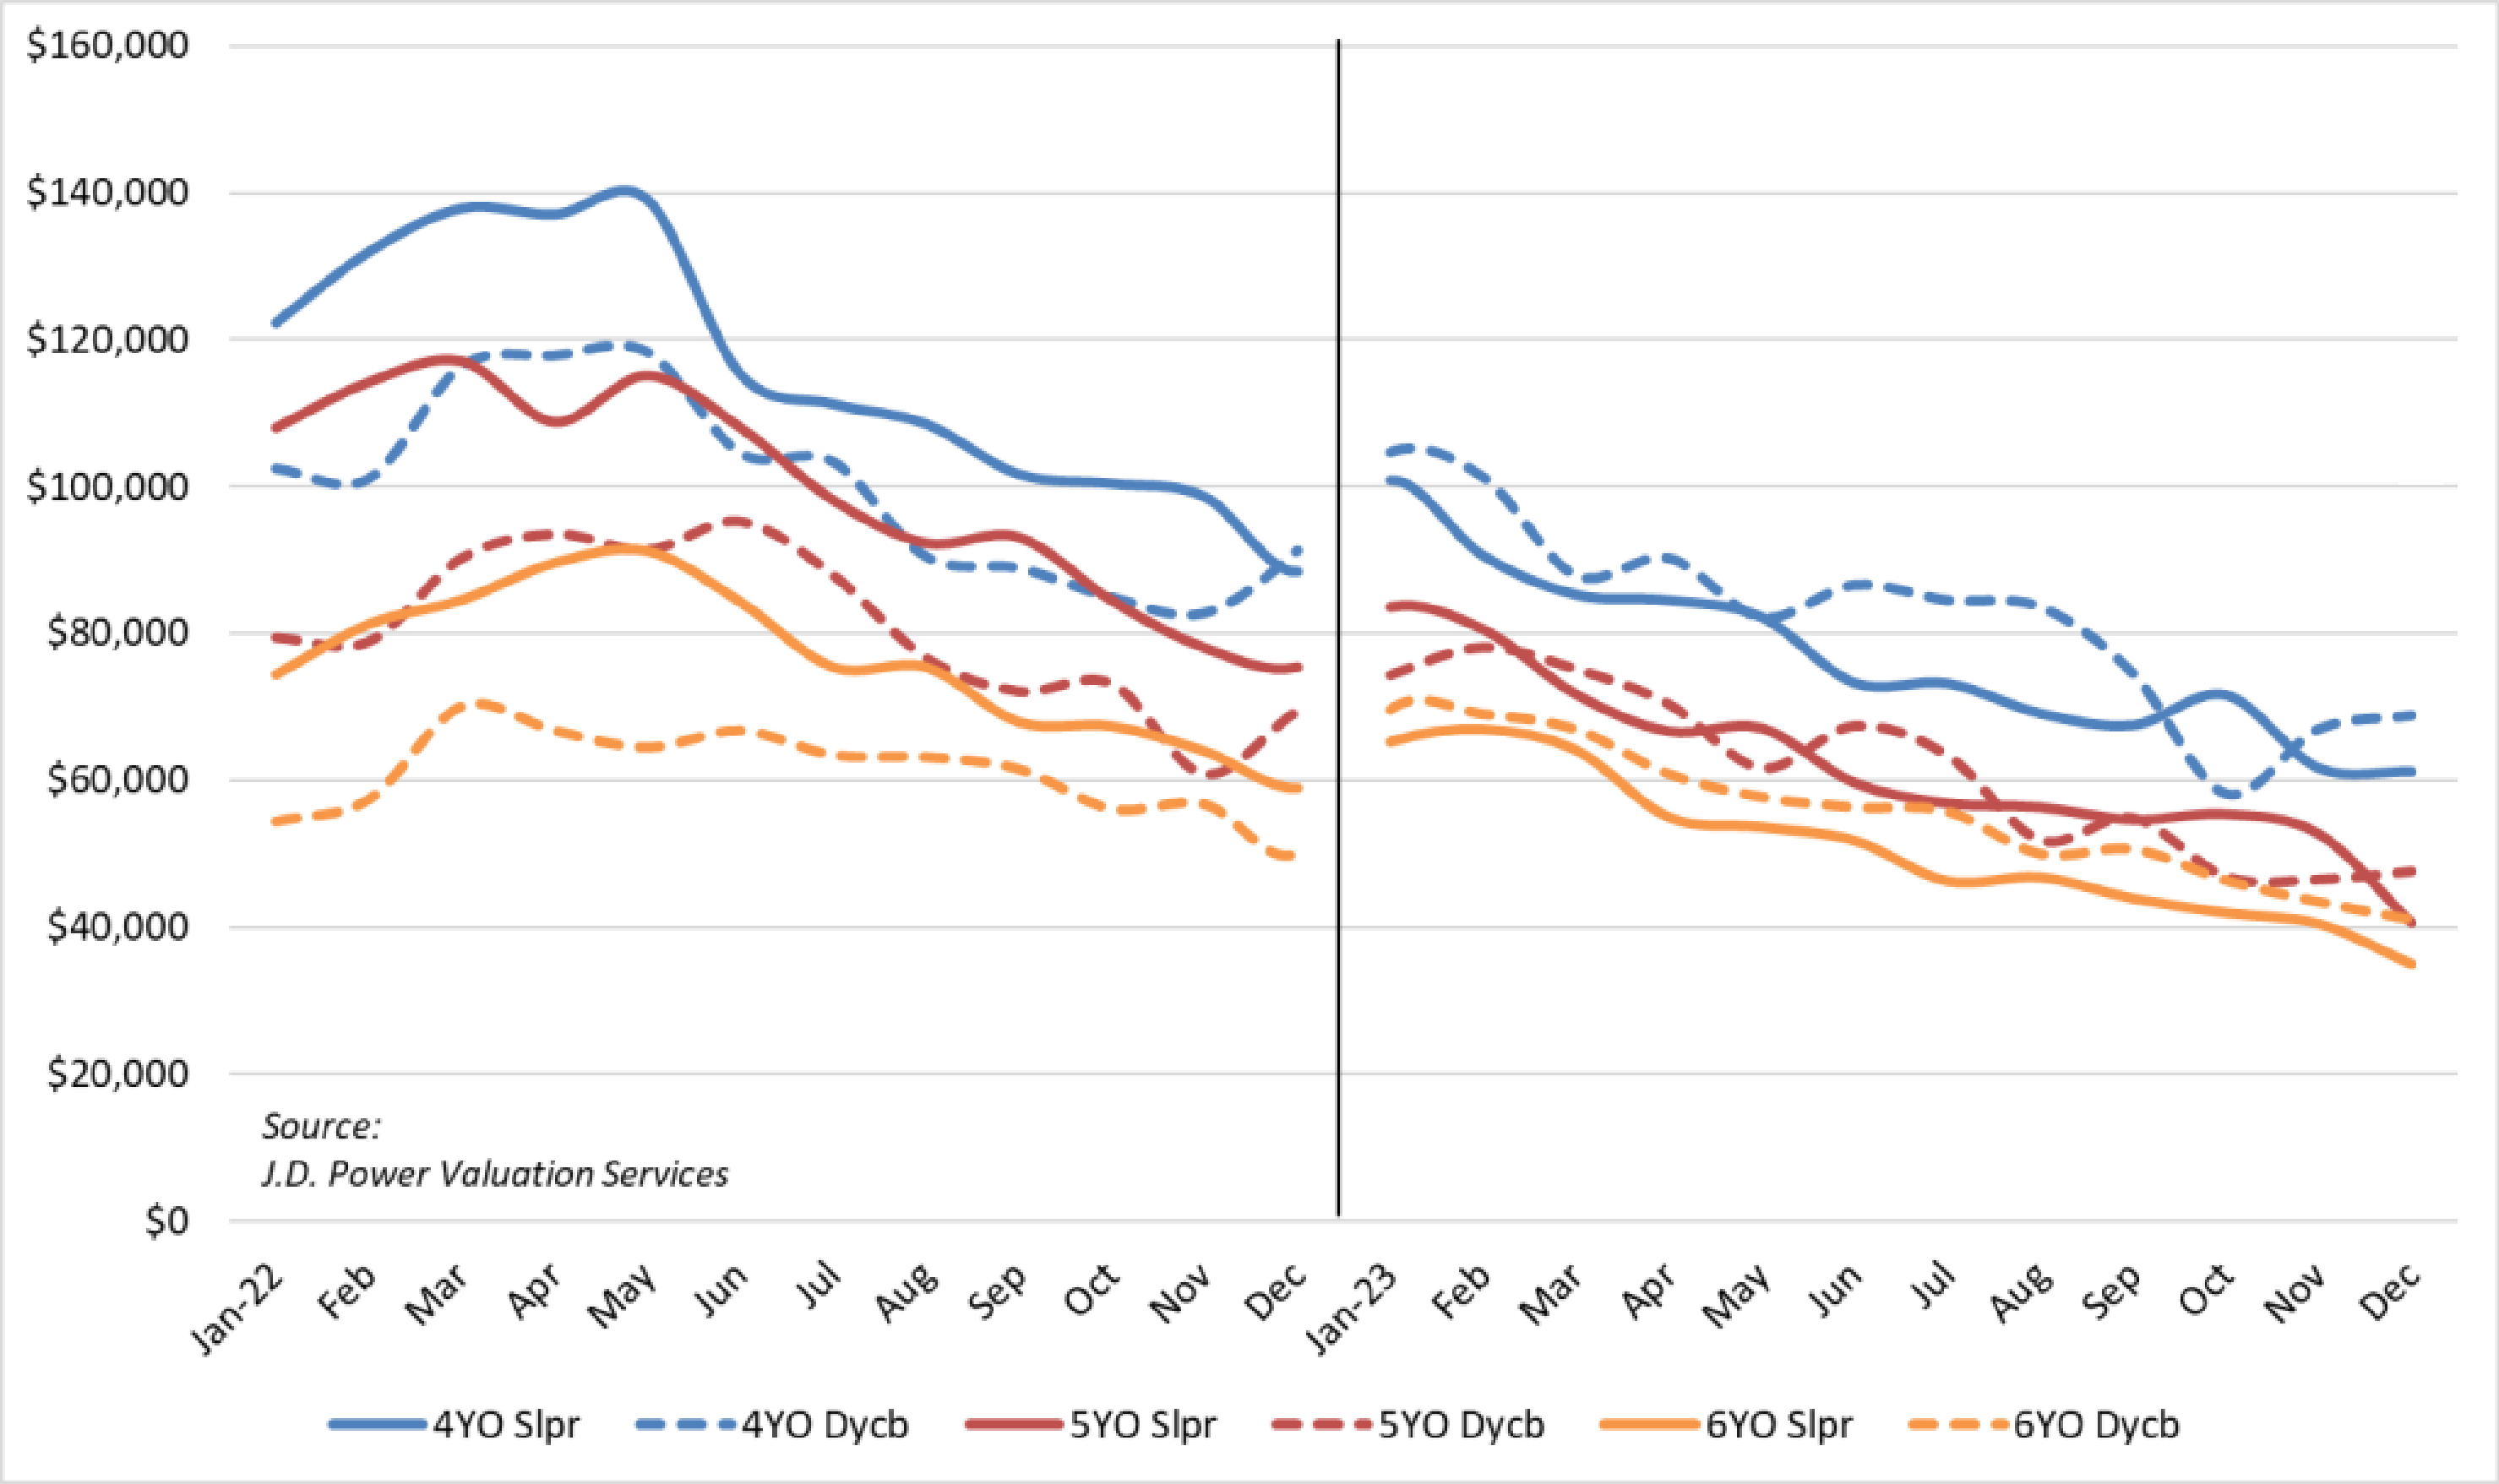 $160,000
$140,000
$120,000
$100,000
$80,000
$60,000
$40,000
$20,000
$0
Source:
J.D. Power Valuation Services
Jan-22 Feb Mar Apr May Jun Jul Aug Sep Oct Nov Dec Jan-23 Feb Mar Apr May Jun Jul Aug Sep Oct Nov Dec
4YO Slpr 4YO Dycb 5YO Slpr 5YO Dycb 6YO Slpr 6YO Dycb